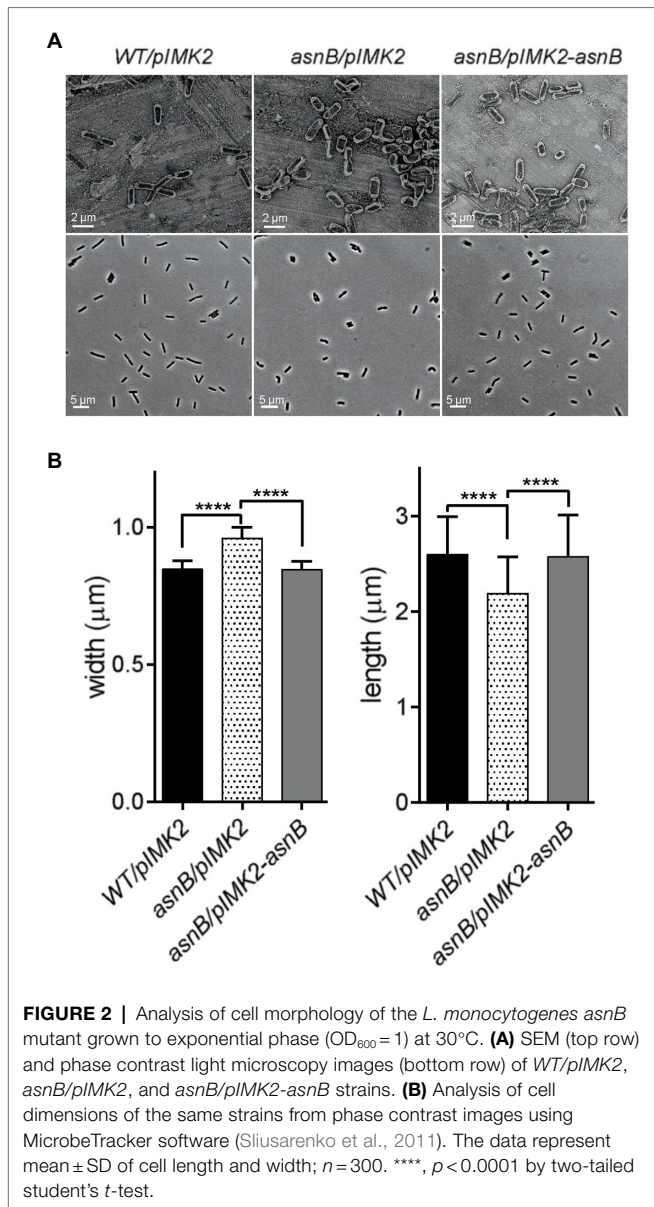 A
WT/pIMK2 asnB/pIMK2 asnB/pIMK2-asnB
2 μm 2 μm 2 μm
5 μm 5 μm 5 μm
B
**** ****
1.0
0.5
0.0
width (μm)
WT/pIMK2
asnB/pIMK2
asnB/pIMK2-asnB
**** ****
3
2
1
0
length (μm)
WT/pIMK2
asnB/pIMK2
asnB/pIMK2-asnB
FIGURE 2 | Analysis of cell morphology of the L. monocytogenes asnB
mutant grown to exponential phase (OD₆₀₀ = 1) at 30°C. (A) SEM (top row)
and phase contrast light microscopy images (bottom row) of WT/pIMK2,
asnB/pIMK2, and asnB/pIMK2-asnB strains. (B) Analysis of cell
dimensions of the same strains from phase contrast images using
MicrobeTracker software (Sliusarenko et al., 2011). The data represent
mean ± SD of cell length and width; n = 300. ****, p < 0.0001 by two-tailed
student's t-test.